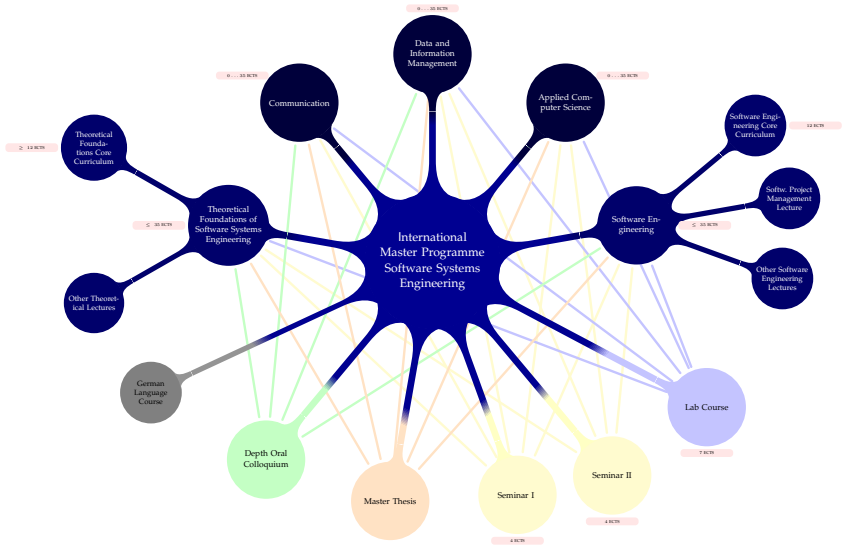 0 . . . 35 ECTS
Data and
Information
Management
0 . . . 35 ECTS
Communication
0 . . . 35 ECTS
Applied Com-
puter Science
≥ 12 ECTS
Theoretical
Founda-
tions Core
Curriculum
Software Engi-
neering Core
Curriculum
12 ECTS
Softw. Project
Management
Lecture
≤ 35 ECTS
Theoretical
Foundations of
Software Systems
Engineering
Software En-
gineering
≤ 35 ECTS
International
Master Programme
Software Systems
Engineering
Other Theoret-
ical Lectures
Other Software
Engineering
Lectures
German
Language
Course
Lab Course
7 ECTS
Depth Oral
Colloquium
Master Thesis
Seminar I
4 ECTS
Seminar II
4 ECTS